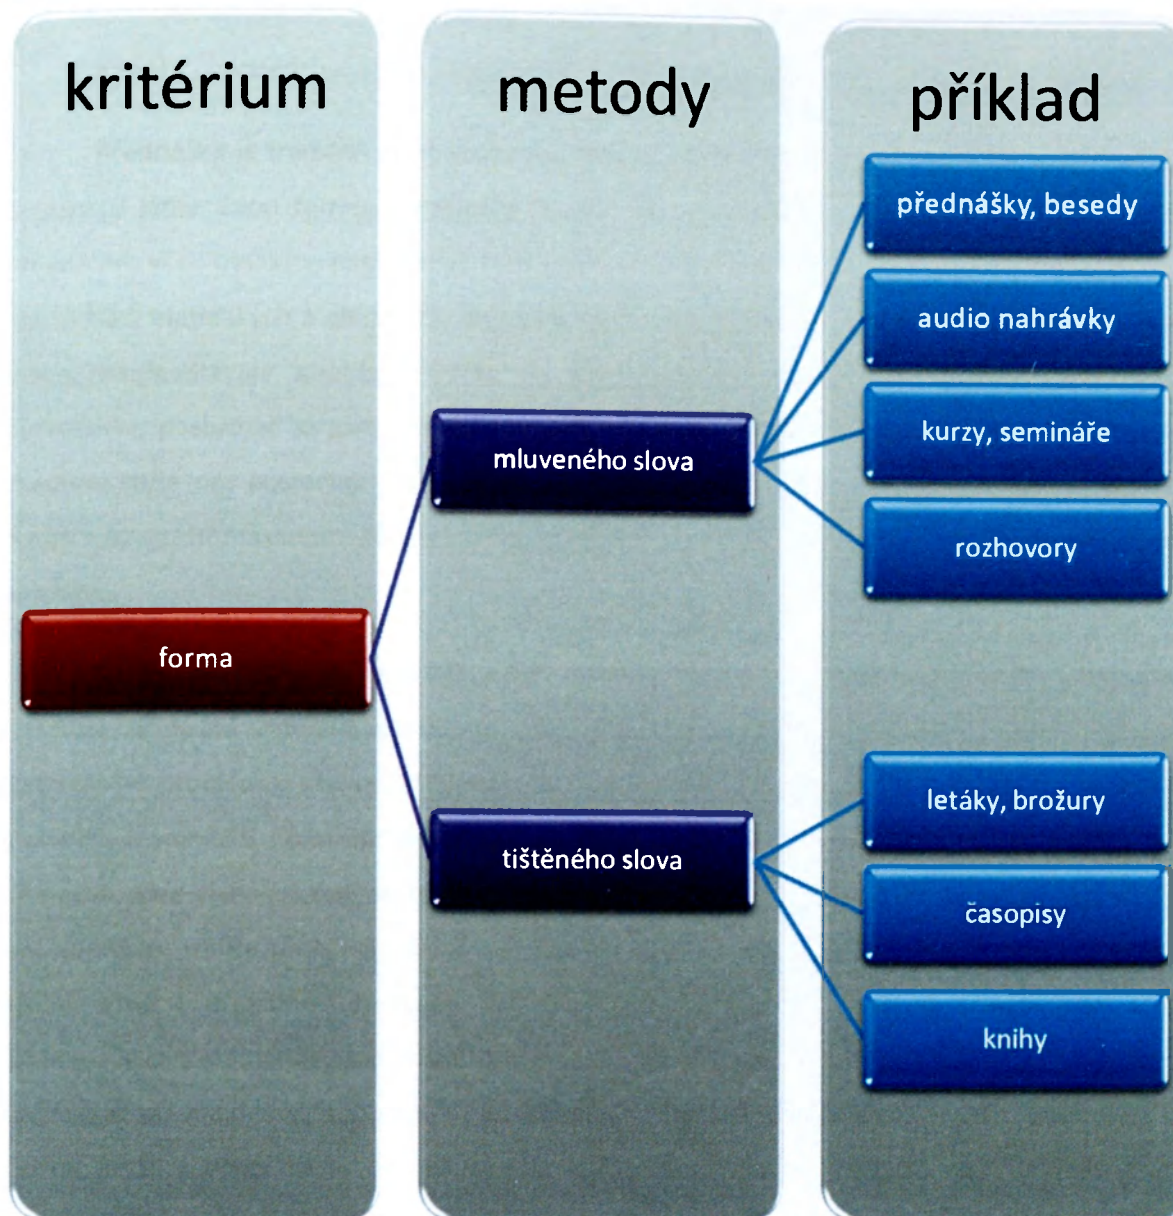 kritérium
metody
příklad
přednášky, besedy
audio nahrávky
kurzy, semináře
rozhovory
mluveného slova
forma
tištěného slova
letáky, brožury
časopisy
knihy